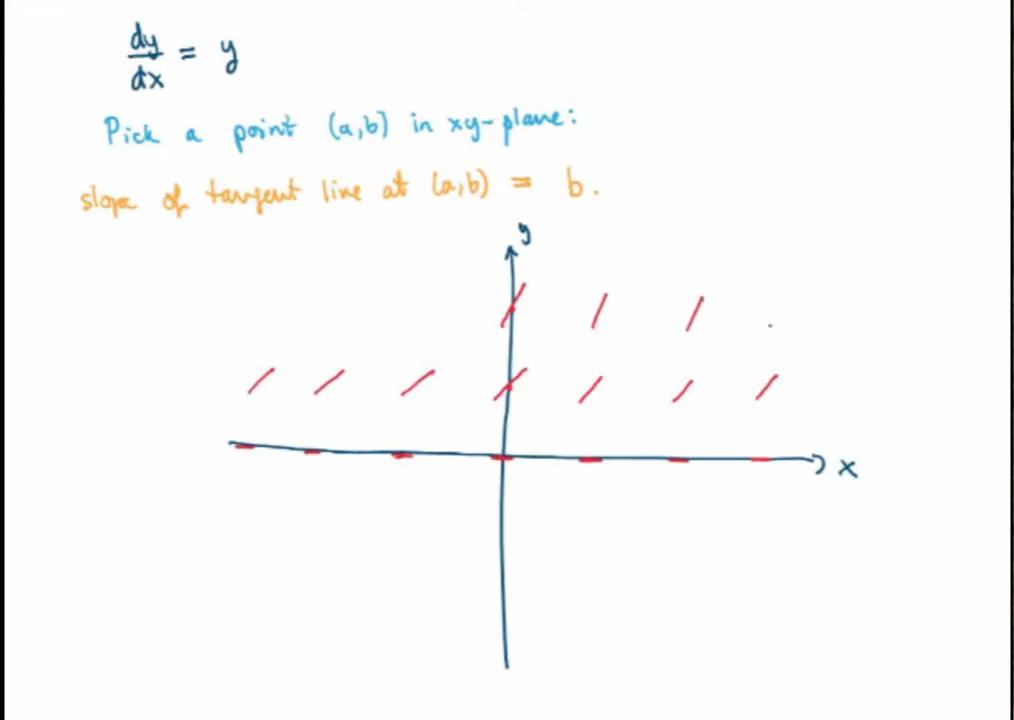 dy/dx = y
Pick a point (a,b) in xy-plane:
slope of tangent line at (a,b) = b.
y
x